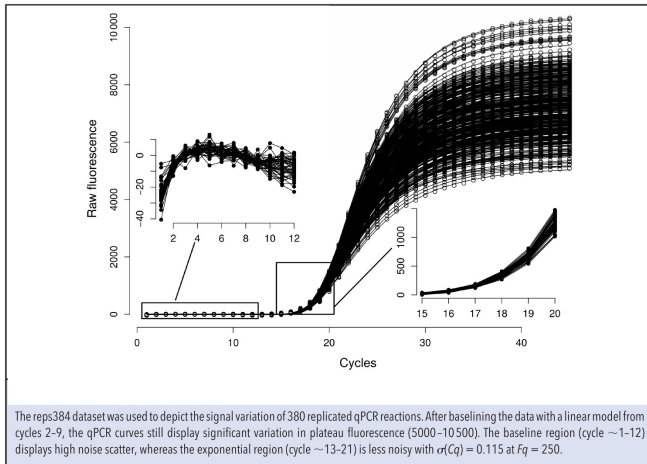 10 000
8000
6000
4000
2000
0
Raw fluorescence
0
−20
−40
2 4 6 8 10 12
1000
500
0
15 16 17 18 19 20
0 10 20 30 40
Cycles
The reps384 dataset was used to depict the signal variation of 380 replicated qPCR reactions. After baselining the data with a linear model from
cycles 2–9, the qPCR curves still display significant variation in plateau fluorescence (5000–10 500). The baseline region (cycle ~1–12)
displays high noise scatter, whereas the exponential region (cycle ~13–21) is less noisy with σ(Cq) = 0.115 at Fq = 250.